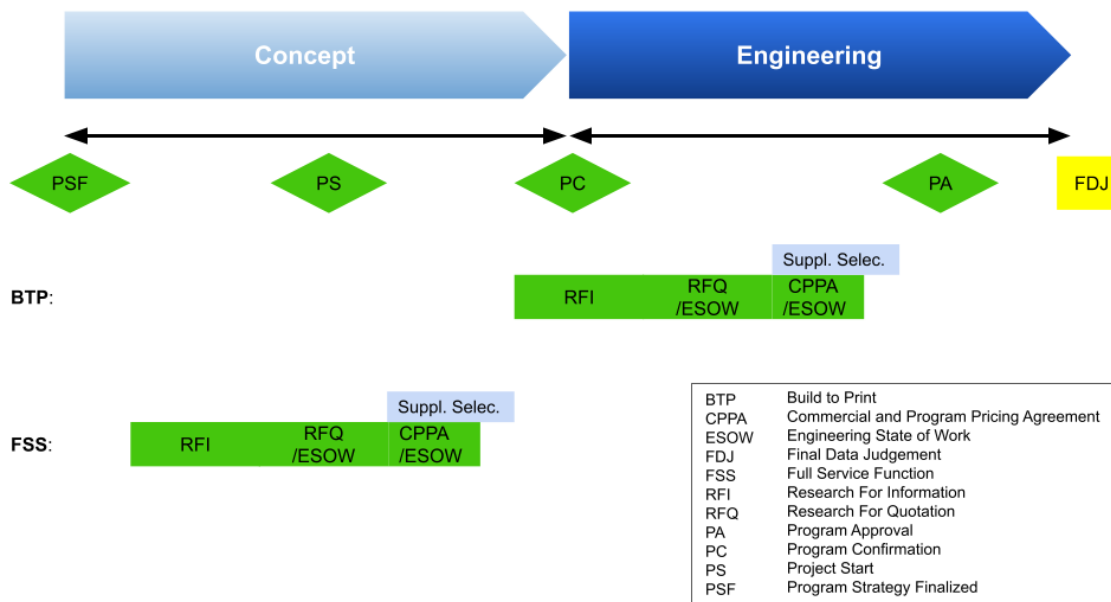 Concept
Engineering
PSF
PS
PC
PA
FDJ
Suppl. Selec.
BTP:
RFI
RFQ
/ESOW
CPPA
/ESOW
Suppl. Selec.
FSS:
RFI
RFQ
/ESOW
CPPA
/ESOW
BTP Build to Print
CPPA Commercial and Program Pricing Agreement
ESOW Engineering State of Work
FDJ Final Data Judgement
FSS Full Service Function
RFI Research For Information
RFQ Research For Quotation
PA Program Approval
PC Program Confirmation
PS Project Start
PSF Program Strategy Finalized